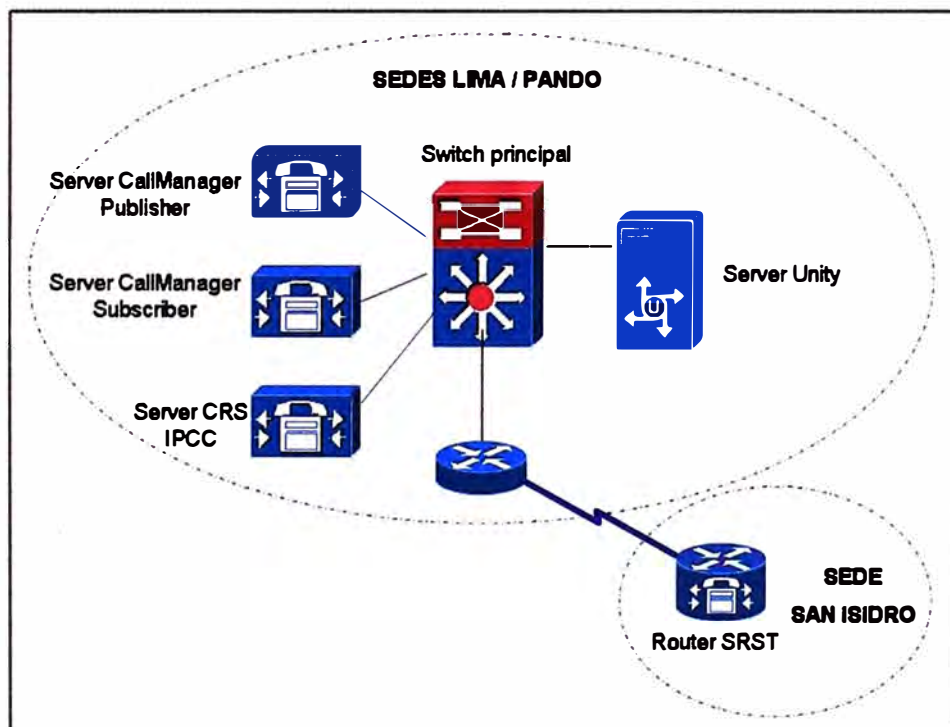 SEDES LIMA / PANDO
Switch principal
Server CallManager
Publisher
Server CallManager
Subscriber
Server Unity
U
Server CRS
IPCC
SEDE
SAN ISIDRO
Router SRST